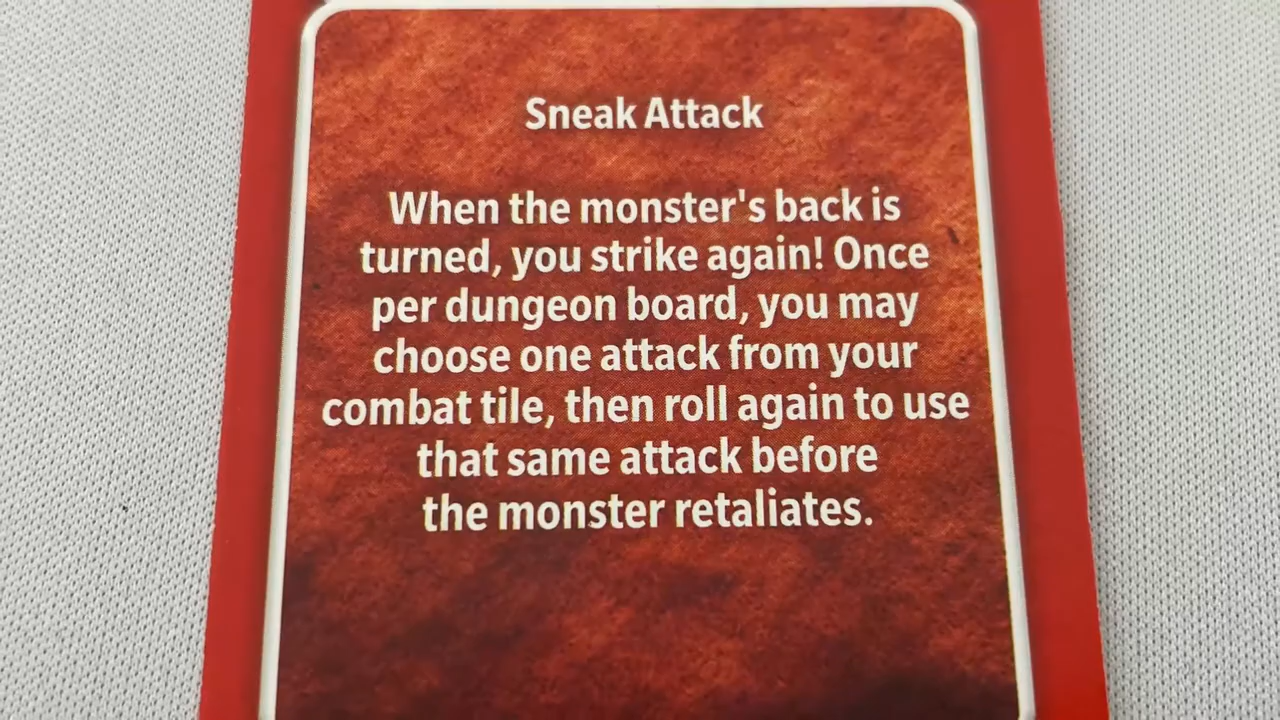 Sneak Attack
When the monster's back is
turned, you strike again! Once
per dungeon board, you may
choose one attack from your
combat tile, then roll again to use
that same attack before
the monster retaliates.